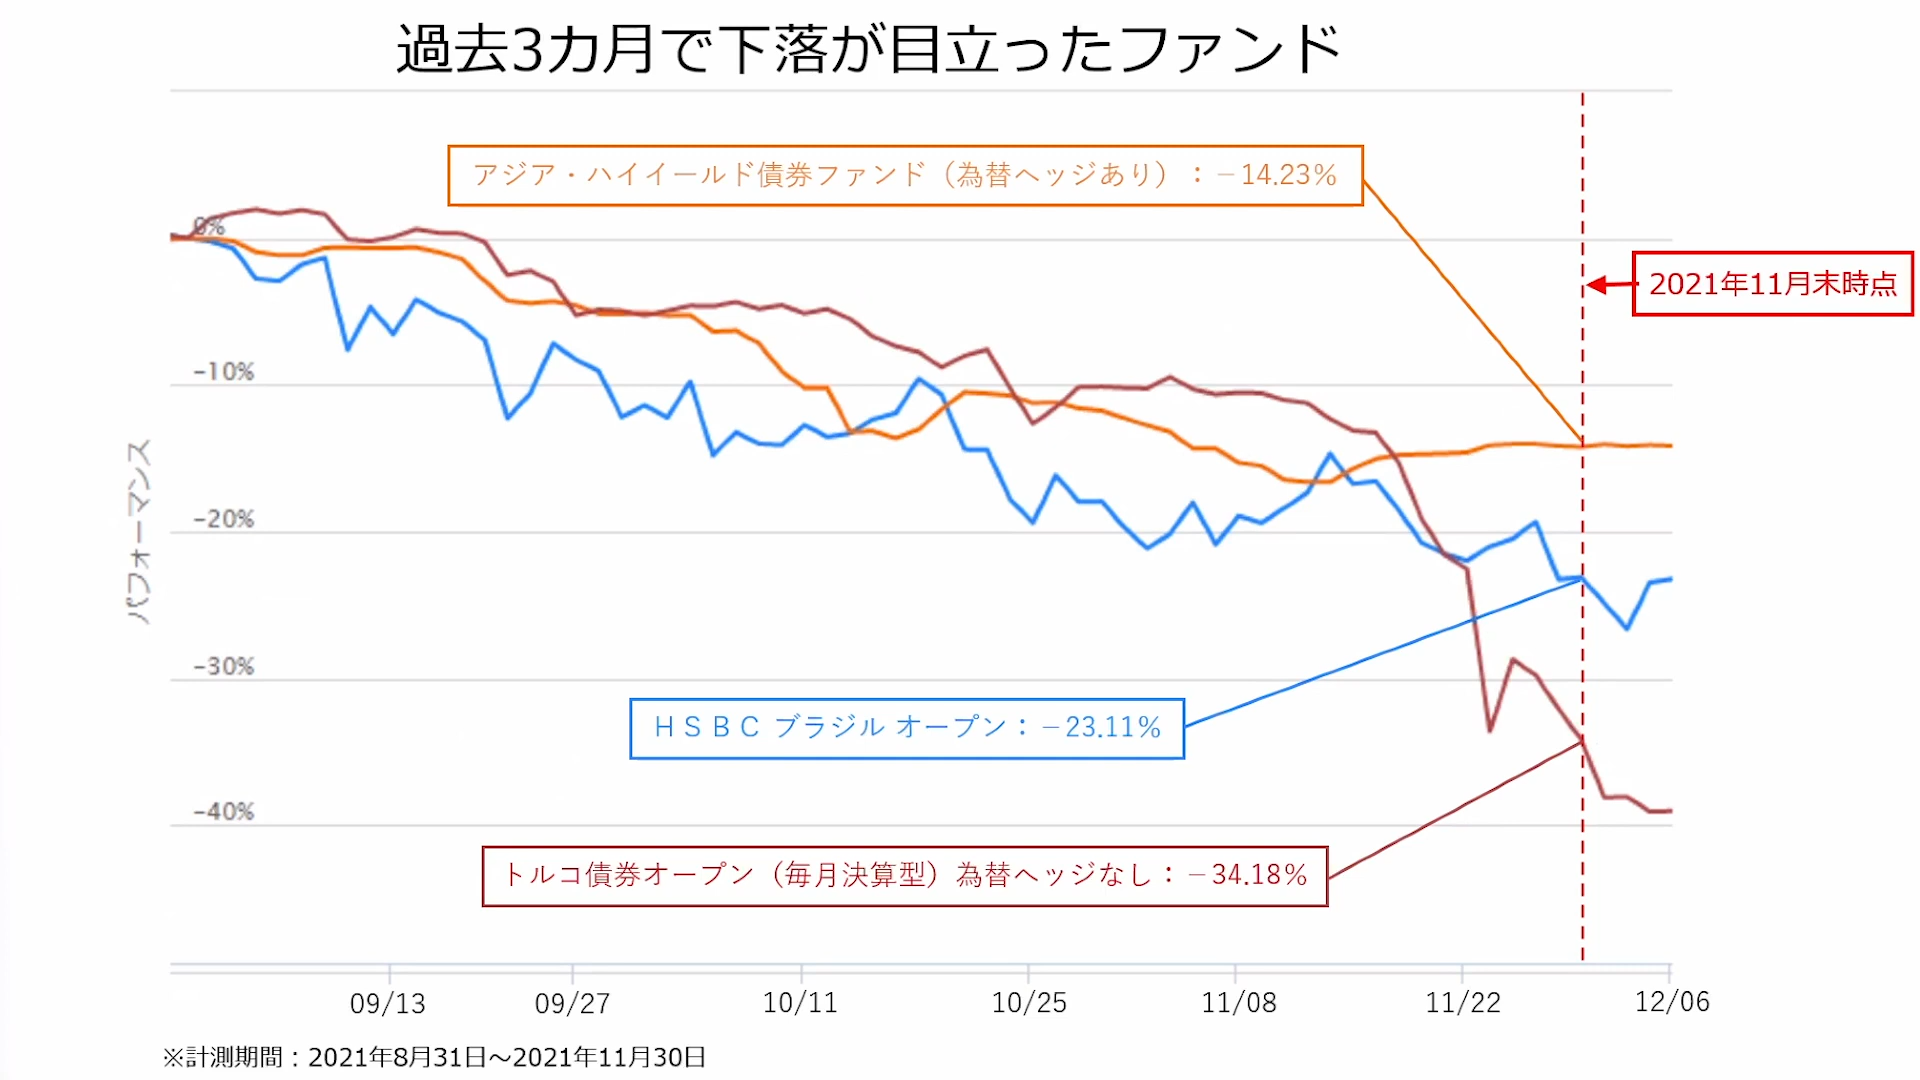 過去3カ月で下落が目立ったファンド
アジア・ハイイールド債券ファンド（為替ヘッジあり）：－14.23%
0%
2021年11月末時点
-10%
パフォーマンス
-20%
-30%
ＨＳＢＣ ブラジル オープン：－23.11%
-40%
トルコ債券オープン（毎月決算型）為替ヘッジなし：－34.18%
09/13 09/27 10/11 10/25 11/08 11/22 12/06
※計測期間：2021年8月31日～2021年11月30日